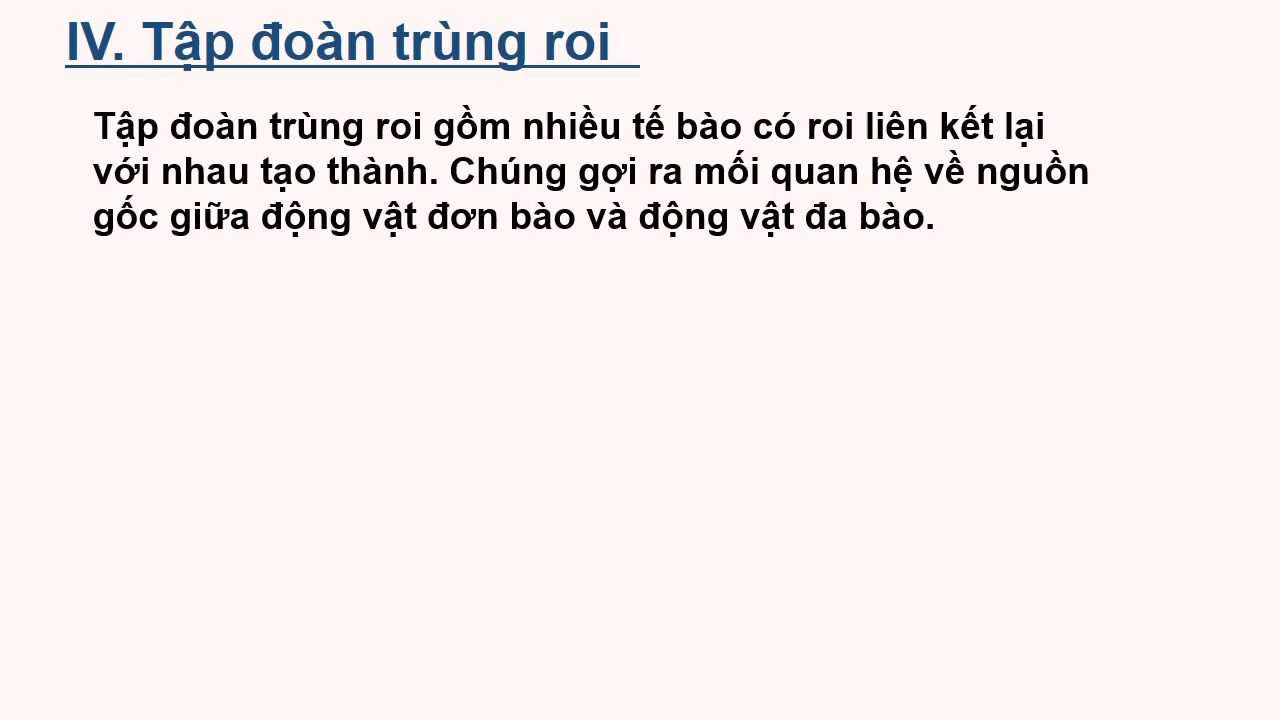 IV. Tập đoàn trùng roi
Tập đoàn trùng roi gồm nhiều tế bào có roi liên kết lại
với nhau tạo thành. Chúng gợi ra mối quan hệ về nguồn
gốc giữa động vật đơn bào và động vật đa bào.